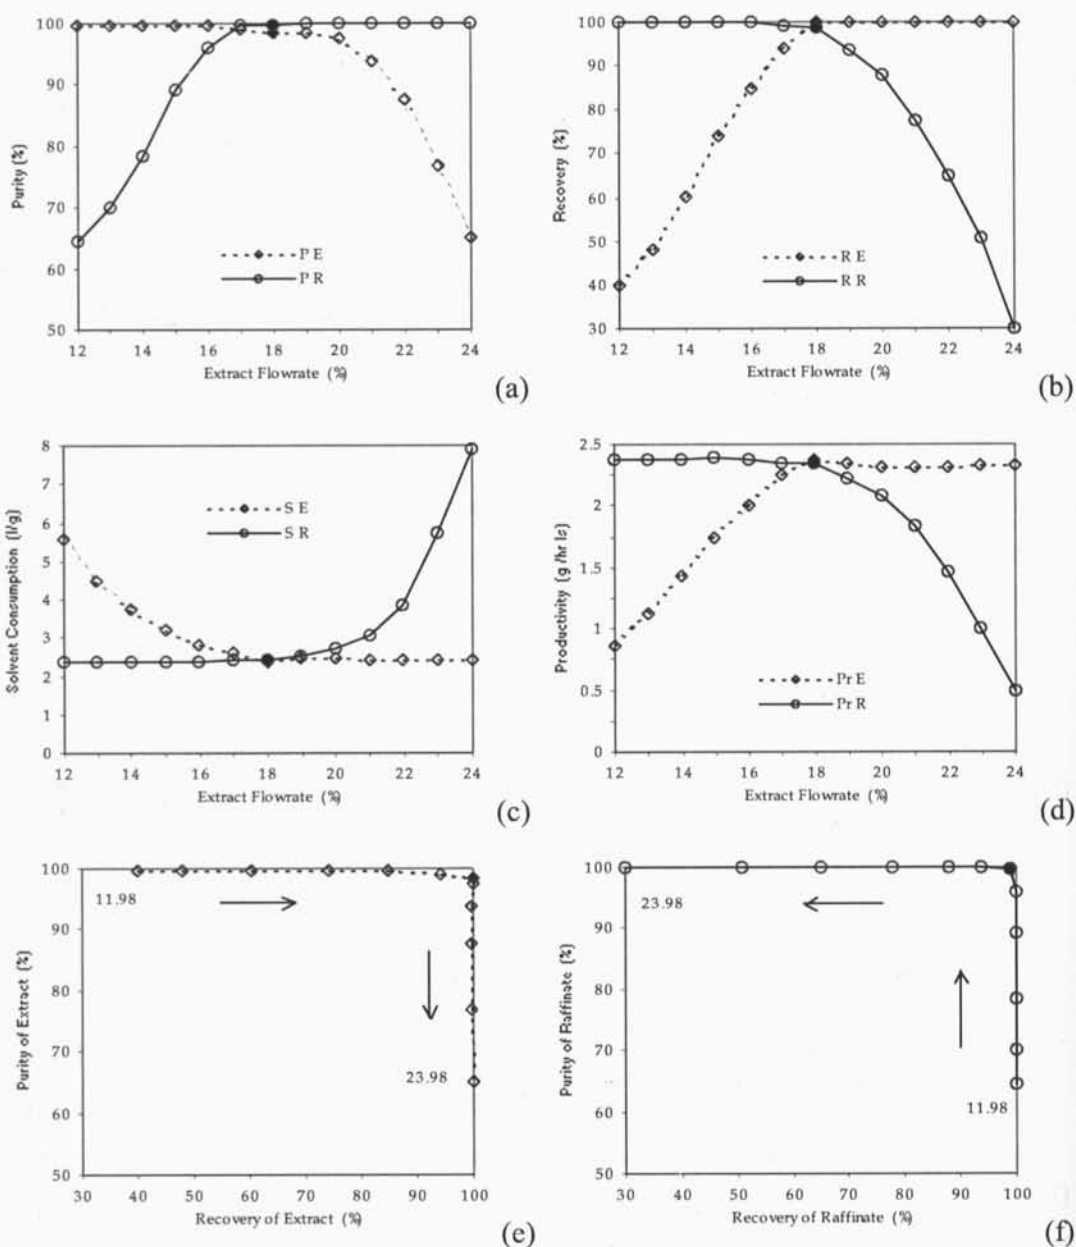 100
90
80
70
60
50
Purity (%)
P E
P R
12 14 16 18 20 22 24
Extract Flowrate (%)
(a)
100
90
80
70
60
50
40
30
Recovery (%)
R E
R R
12 14 16 18 20 22 24
Extract Flowrate (%)
(b)
8
7
6
5
4
3
2
1
0
Solvent Consumption (l/g)
S E
S R
12 14 16 18 20 22 24
Extract Flowrate (%)
(c)
2.5
2
1.5
1
0.5
0
Productivity (g /hr ls)
Pr E
Pr R
12 14 16 18 20 22 24
Extract Flowrate (%)
(d)
100
90
80
70
60
50
Purity of Extract (%)
11.98
23.98
30 40 50 60 70 80 90 100
Recovery of Extract (%)
(e)
100
90
80
70
60
50
Purity of Raffinate (%)
23.98
11.98
30 40 50 60 70 80 90 100
Recovery of Raffinate (%)
(f)